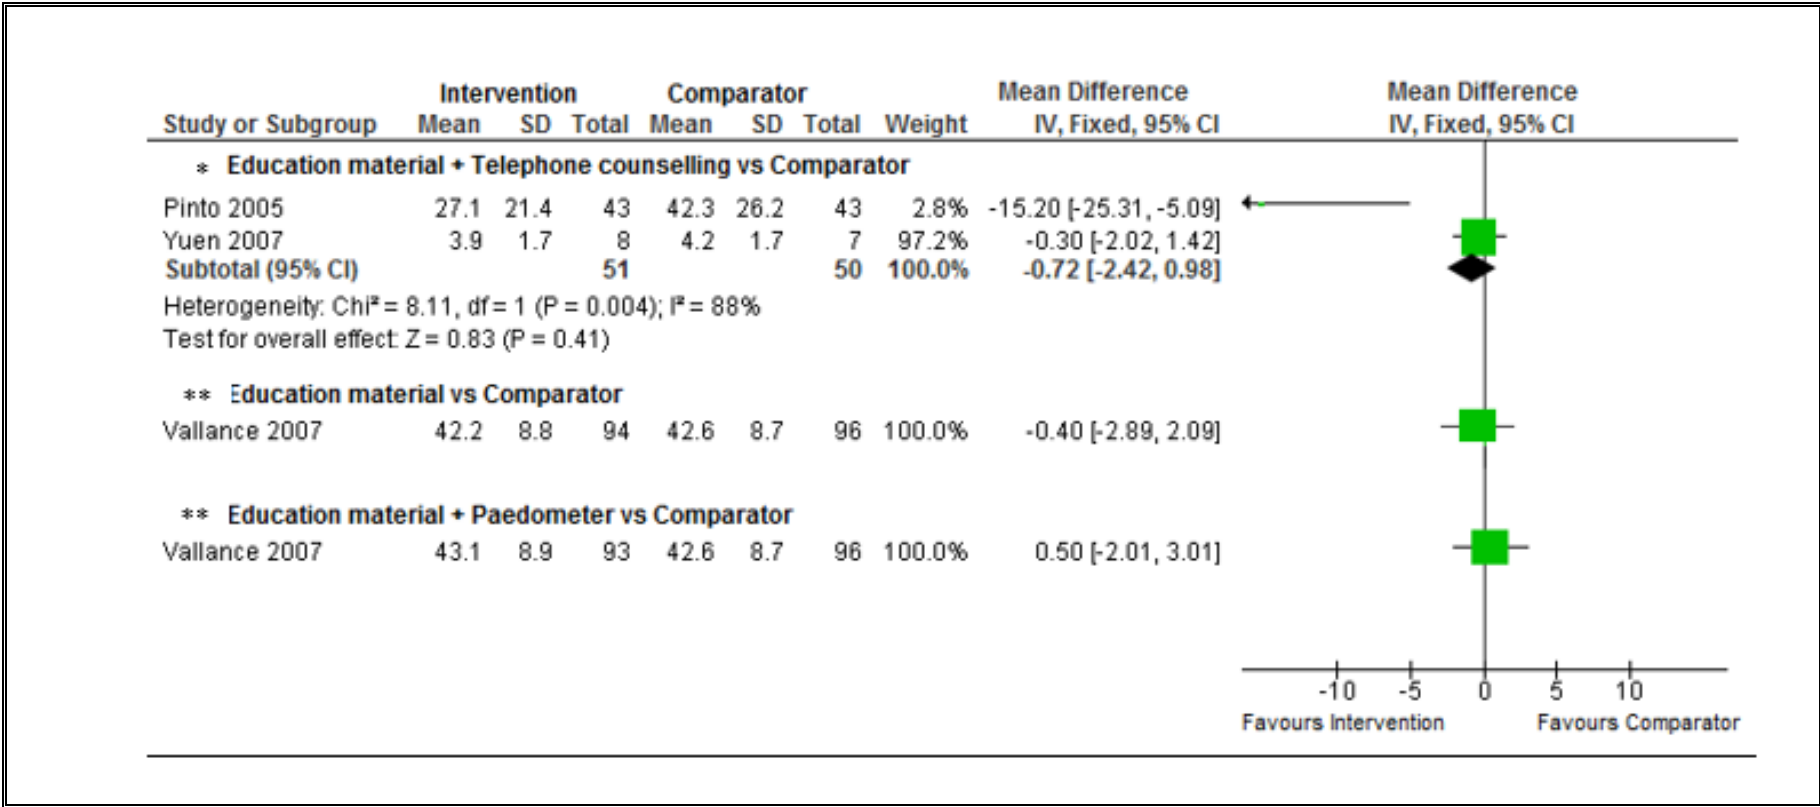 Intervention Comparator Mean Difference Mean Difference
Study or Subgroup Mean SD Total Mean SD Total Weight IV, Fixed, 95% CI IV, Fixed, 95% CI
* Education material + Telephone counselling vs Comparator
Pinto 2005 27.1 21.4 43 42.3 26.2 43 2.8% -15.20 [-25.31, -5.09]
Yuen 2007 3.9 1.7 8 4.2 1.7 7 97.2% -0.30 [-2.02, 1.42]
Subtotal (95% CI) 51 50 100.0% -0.72 [-2.42, 0.98]
Heterogeneity: Chi² = 8.11, df = 1 (P = 0.004); I² = 88%
Test for overall effect: Z = 0.83 (P = 0.41)
** Education material vs Comparator
Vallance 2007 42.2 8.8 94 42.6 8.7 96 100.0% -0.40 [-2.89, 2.09]
** Education material + Paedometer vs Comparator
Vallance 2007 43.1 8.9 93 42.6 8.7 96 100.0% 0.50 [-2.01, 3.01]
-10 -5 0 5 10
Favours Intervention Favours Comparator